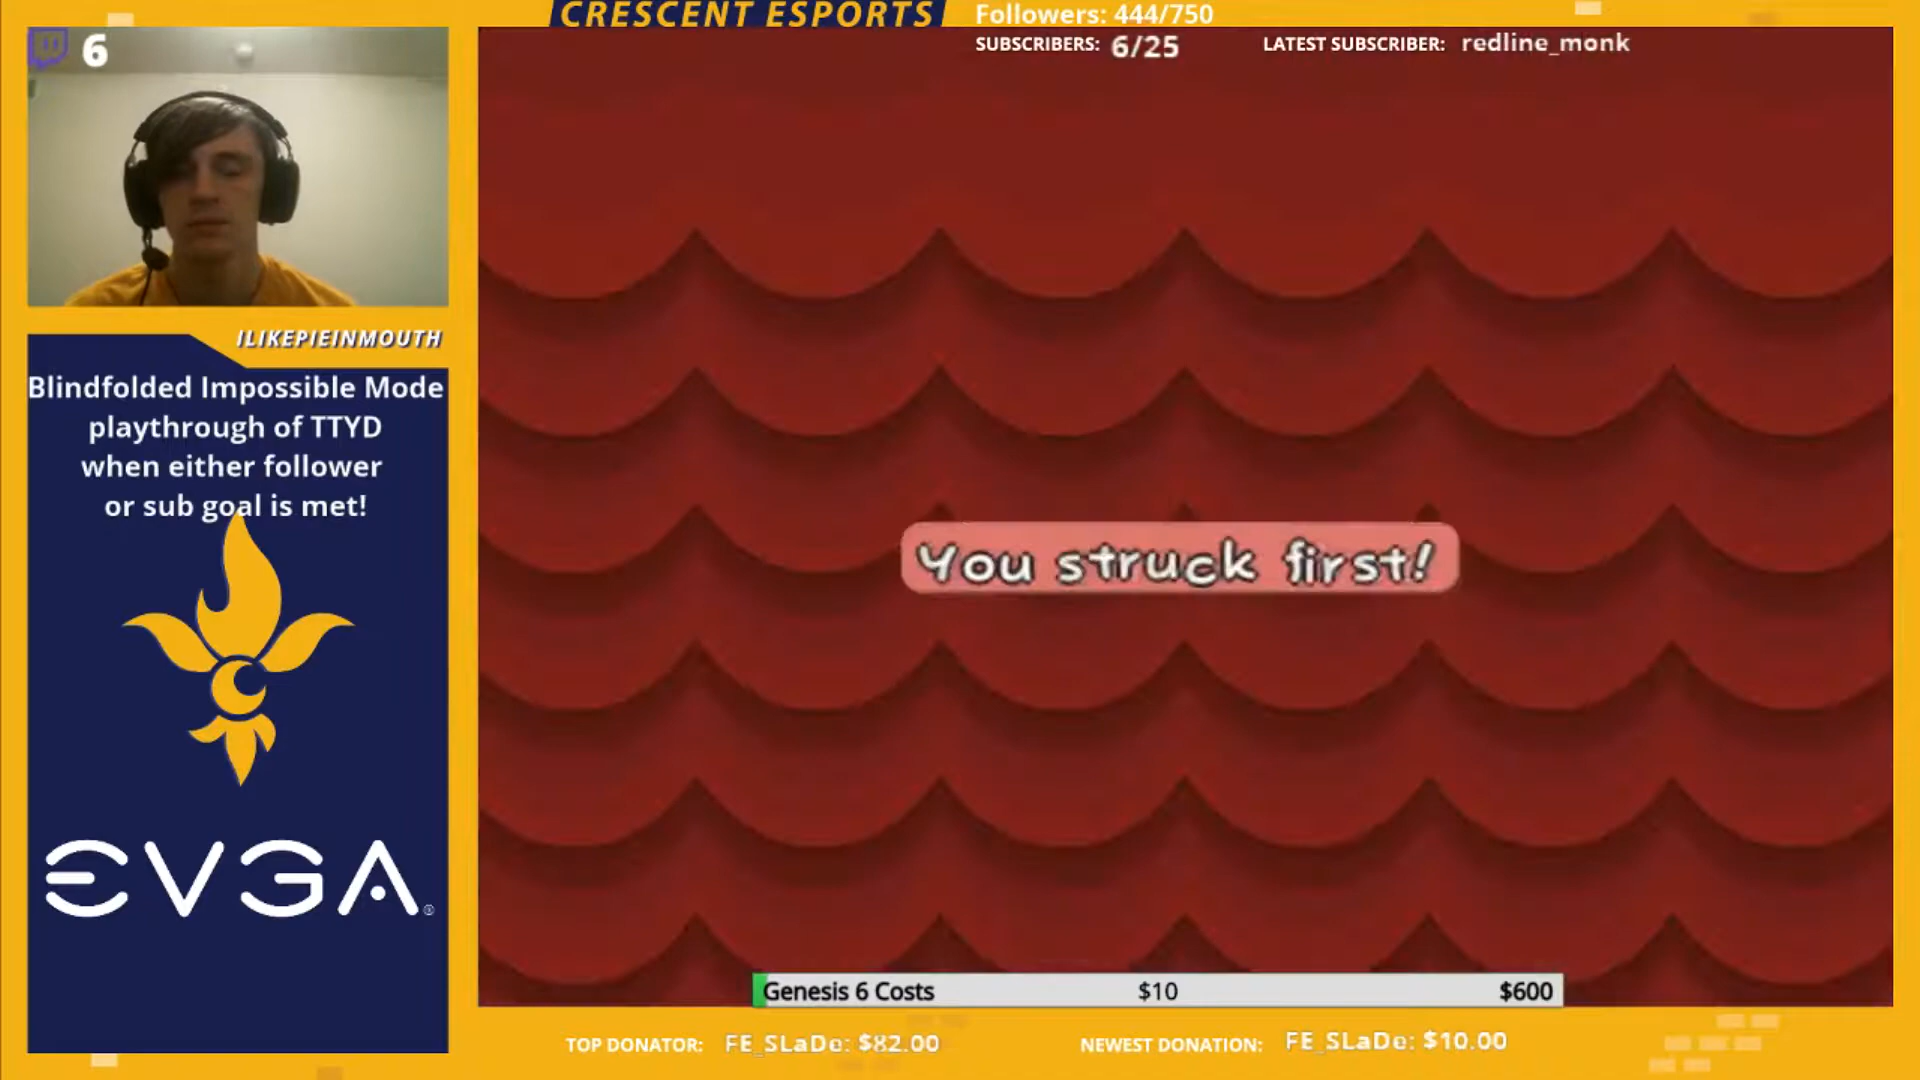 CRESCENT ESPORTS
Followers: 444/750
SUBSCRIBERS: 6/25
LATEST SUBSCRIBER: redline_monk
6
ILIKEPIEINMOUTH
Blindfolded Impossible Mode
playthrough of TTYD
when either follower
or sub goal is met!
EVGA®
You struck first!
Genesis 6 Costs $10 $600
TOP DONATOR: FE_SLaDe: $82.00
NEWEST DONATION: FE_SLaDe: $10.00